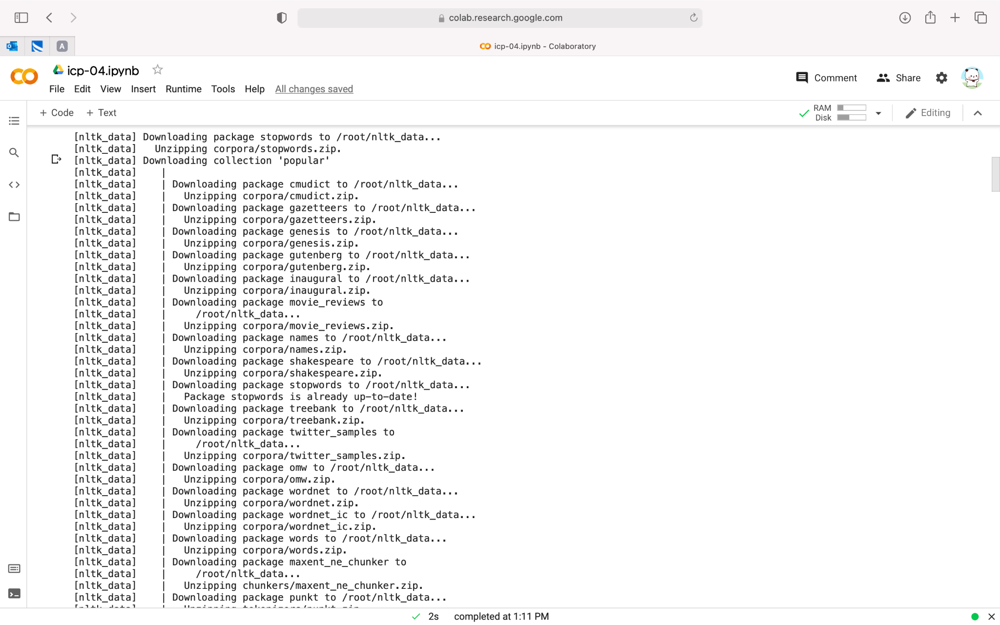 colab.research.google.com
A
icp-04.ipynb - Colaboratory
icp-04.ipynb
Comment
Share
File Edit View Insert Runtime Tools Help All changes saved
+ Code + Text
RAM
Disk
Editing
[nltk_data] Downloading package stopwords to /root/nltk_data...
[nltk_data]   Unzipping corpora/stopwords.zip.
[nltk_data] Downloading collection 'popular'
[nltk_data]    |
[nltk_data]    | Downloading package cmudict to /root/nltk_data...
[nltk_data]    |   Unzipping corpora/cmudict.zip.
[nltk_data]    | Downloading package gazetteers to /root/nltk_data...
[nltk_data]    |   Unzipping corpora/gazetteers.zip.
[nltk_data]    | Downloading package genesis to /root/nltk_data...
[nltk_data]    |   Unzipping corpora/genesis.zip.
[nltk_data]    | Downloading package gutenberg to /root/nltk_data...
[nltk_data]    |   Unzipping corpora/gutenberg.zip.
[nltk_data]    | Downloading package inaugural to /root/nltk_data...
[nltk_data]    |   Unzipping corpora/inaugural.zip.
[nltk_data]    | Downloading package movie_reviews to
[nltk_data]    |     /root/nltk_data...
[nltk_data]    |   Unzipping corpora/movie_reviews.zip.
[nltk_data]    | Downloading package names to /root/nltk_data...
[nltk_data]    |   Unzipping corpora/names.zip.
[nltk_data]    | Downloading package shakespeare to /root/nltk_data...
[nltk_data]    |   Unzipping corpora/shakespeare.zip.
[nltk_data]    | Downloading package stopwords to /root/nltk_data...
[nltk_data]    |   Package stopwords is already up-to-date!
[nltk_data]    | Downloading package treebank to /root/nltk_data...
[nltk_data]    |   Unzipping corpora/treebank.zip.
[nltk_data]    | Downloading package twitter_samples to
[nltk_data]    |     /root/nltk_data...
[nltk_data]    |   Unzipping corpora/twitter_samples.zip.
[nltk_data]    | Downloading package omw to /root/nltk_data...
[nltk_data]    |   Unzipping corpora/omw.zip.
[nltk_data]    | Downloading package wordnet to /root/nltk_data...
[nltk_data]    |   Unzipping corpora/wordnet.zip.
[nltk_data]    | Downloading package wordnet_ic to /root/nltk_data...
[nltk_data]    |   Unzipping corpora/wordnet_ic.zip.
[nltk_data]    | Downloading package words to /root/nltk_data...
[nltk_data]    |   Unzipping corpora/words.zip.
[nltk_data]    | Downloading package maxent_ne_chunker to
[nltk_data]    |     /root/nltk_data...
[nltk_data]    |   Unzipping chunkers/maxent_ne_chunker.zip.
[nltk_data]    | Downloading package punkt to /root/nltk_data...
[nltk_data]    |   Unzipping tokenizers/punkt.zip.
2s completed at 1:11 PM